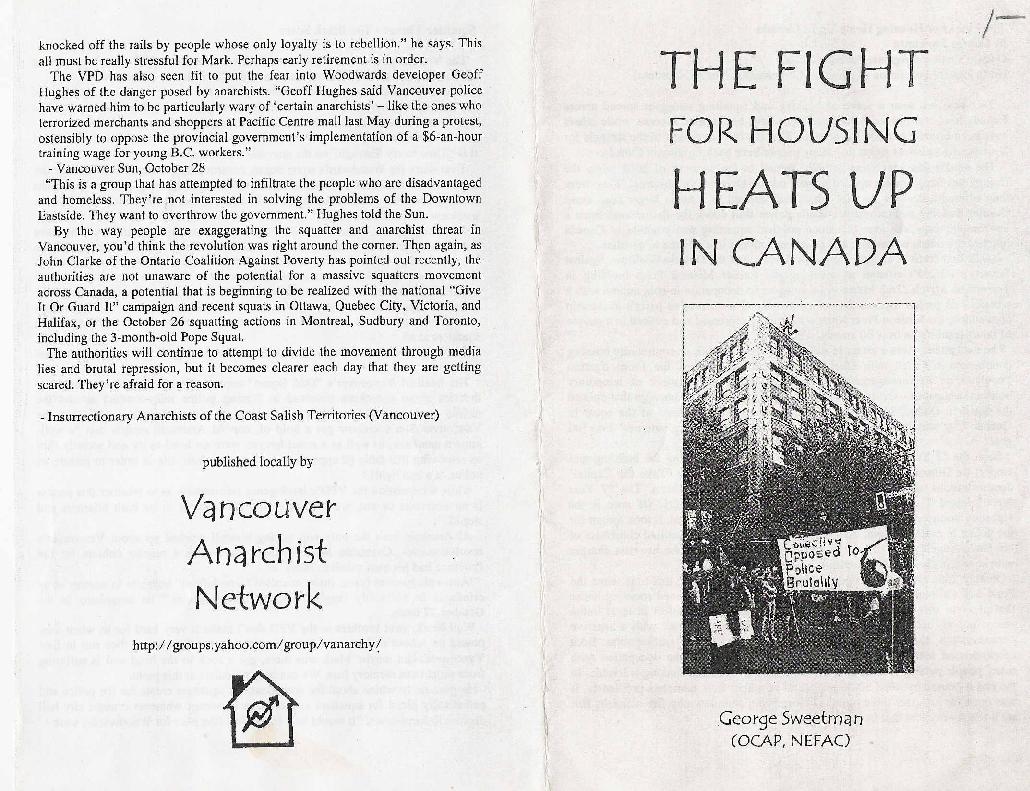 knocked off the rails by people whose only loyalty is to rebellion." he says. This
all must be really stressful for Mark. Perhaps early retirement is in order.
The VPD has also seen fit to put the fear into Woodwards developer Geoff
Hughes of the danger posed by anarchists. "Geoff Hughes said Vancouver police
have warned him to be particularly wary of 'certain anarchists' – like the ones who
terrorized merchants and shoppers at Pacific Centre mall last May during a protest,
ostensibly to oppose the provincial government's implementation of a $6-an-hour
training wage for young B.C. workers."
- Vancouver Sun, October 28
"This is a group that has attempted to infiltrate the people who are disadvantaged
and homeless. They're not interested in solving the problems of the Downtown
Eastside. They want to overthrow the government." Hughes told the Sun.
By the way people are exaggerating the squatter and anarchist threat in
Vancouver, you'd think the revolution was right around the corner. Then again, as
John Clarke of the Ontario Coalition Against Poverty has pointed out recently, the
authorities are not unaware of the potential for a massive squatters movement
across Canada, a potential that is beginning to be realized with the national "Give
It Or Guard It" campaign and recent squats in Ottawa, Quebec City, Victoria, and
Halifax, or the October 26 squatting actions in Montreal, Sudbury and Toronto,
including the 3-month-old Pope Squat.
The authorities will continue to attempt to divide the movement through media
lies and brutal repression, but it becomes clearer each day that they are getting
scared. They're afraid for a reason.
- Insurrectionary Anarchists of the Coast Salish Territories (Vancouver)
published locally by
Vancouver
Anarchist
Network
http://groups.yahoo.com/group/vanarchy/
1-
THE FIGHT
FOR HOUSING
HEATS UP
IN CANADA
Collective
Opposed to
Police
Brutality
George Sweetman
(OCAP, NEFAC)